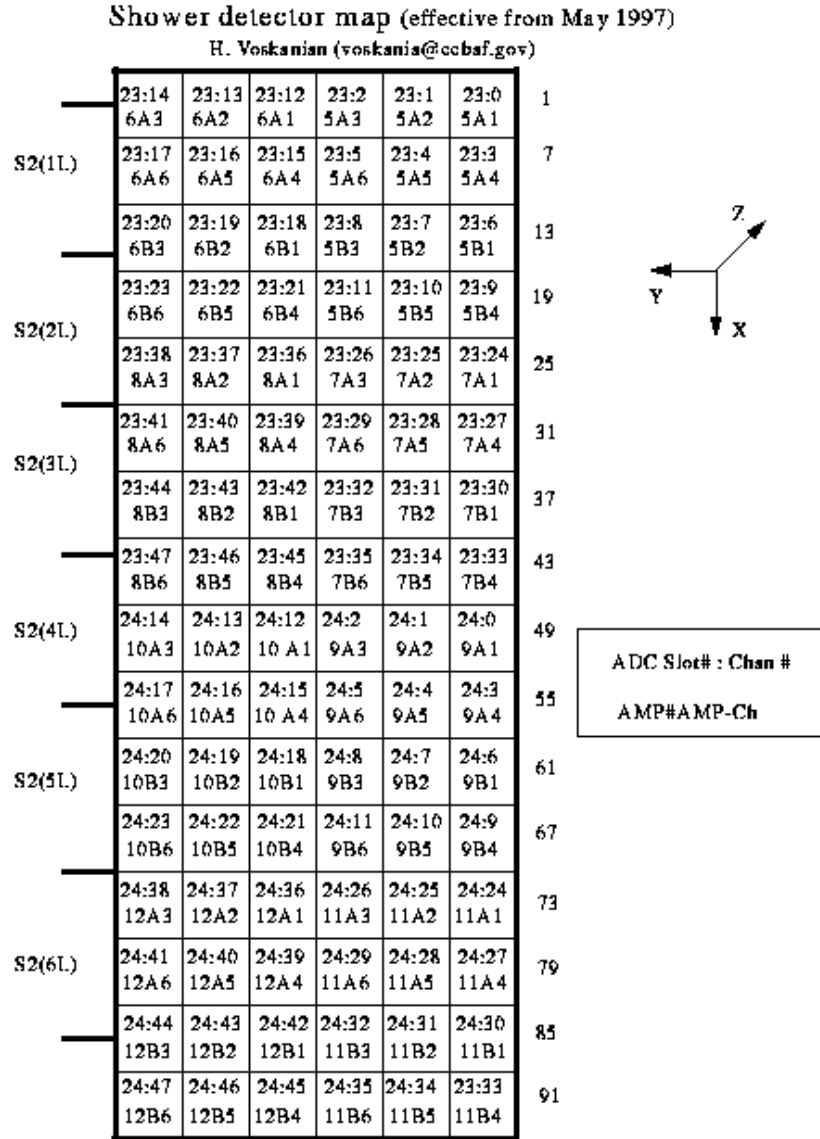 Shower detector map (effective from May 1997)
H. Voskanian (voskania@cebaf.gov)
23:14 23:13 23:12 23:2 23:1 23:0 1
6A3 6A2 6A1 5A3 5A2 5A1
S2(1L) 23:17 23:16 23:15 23:5 23:4 23:3 7
6A6 6A5 6A4 5A6 5A5 5A4
23:20 23:19 23:18 23:8 23:7 23:6 13
6B3 6B2 6B1 5B3 5B2 5B1
23:23 23:22 23:21 23:11 23:10 23:9 19
6B6 6B5 6B4 5B6 5B5 5B4
S2(2L)
23:38 23:37 23:36 23:26 23:25 23:24 25
8A3 8A2 8A1 7A3 7A2 7A1
23:41 23:40 23:39 23:29 23:28 23:27 31
8A6 8A5 8A4 7A6 7A5 7A4
S2(3L)
23:44 23:43 23:42 23:32 23:31 23:30 37
8B3 8B2 8B1 7B3 7B2 7B1
23:47 23:46 23:45 23:35 23:34 23:33 43
8B6 8B5 8B4 7B6 7B5 7B4
S2(4L) 24:14 24:13 24:12 24:2 24:1 24:0 49
10A3 10A2 10 A1 9A3 9A2 9A1
24:17 24:16 24:15 24:5 24:4 24:3 55
10A6 10A5 10 A4 9A6 9A5 9A4
S2(5L) 24:20 24:19 24:18 24:8 24:7 24:6 61
10B3 10B2 10B1 9B3 9B2 9B1
24:23 24:22 24:21 24:11 24:10 24:9 67
10B6 10B5 10B4 9B6 9B5 9B4
24:38 24:37 24:36 24:26 24:25 24:24 73
12A3 12A2 12A1 11A3 11A2 11A1
S2(6L) 24:41 24:40 24:39 24:29 24:28 24:27 79
12A6 12A5 12A4 11A6 11A5 11A4
24:44 24:43 24:42 24:32 24:31 24:30 85
12B3 12B2 12B1 11B3 11B2 11B1
24:47 24:46 24:45 24:35 24:34 23:33 91
12B6 12B5 12B4 11B6 11B5 11B4
Z
Y
X
ADC Slot# : Chan #
AMP#AMP-Ch